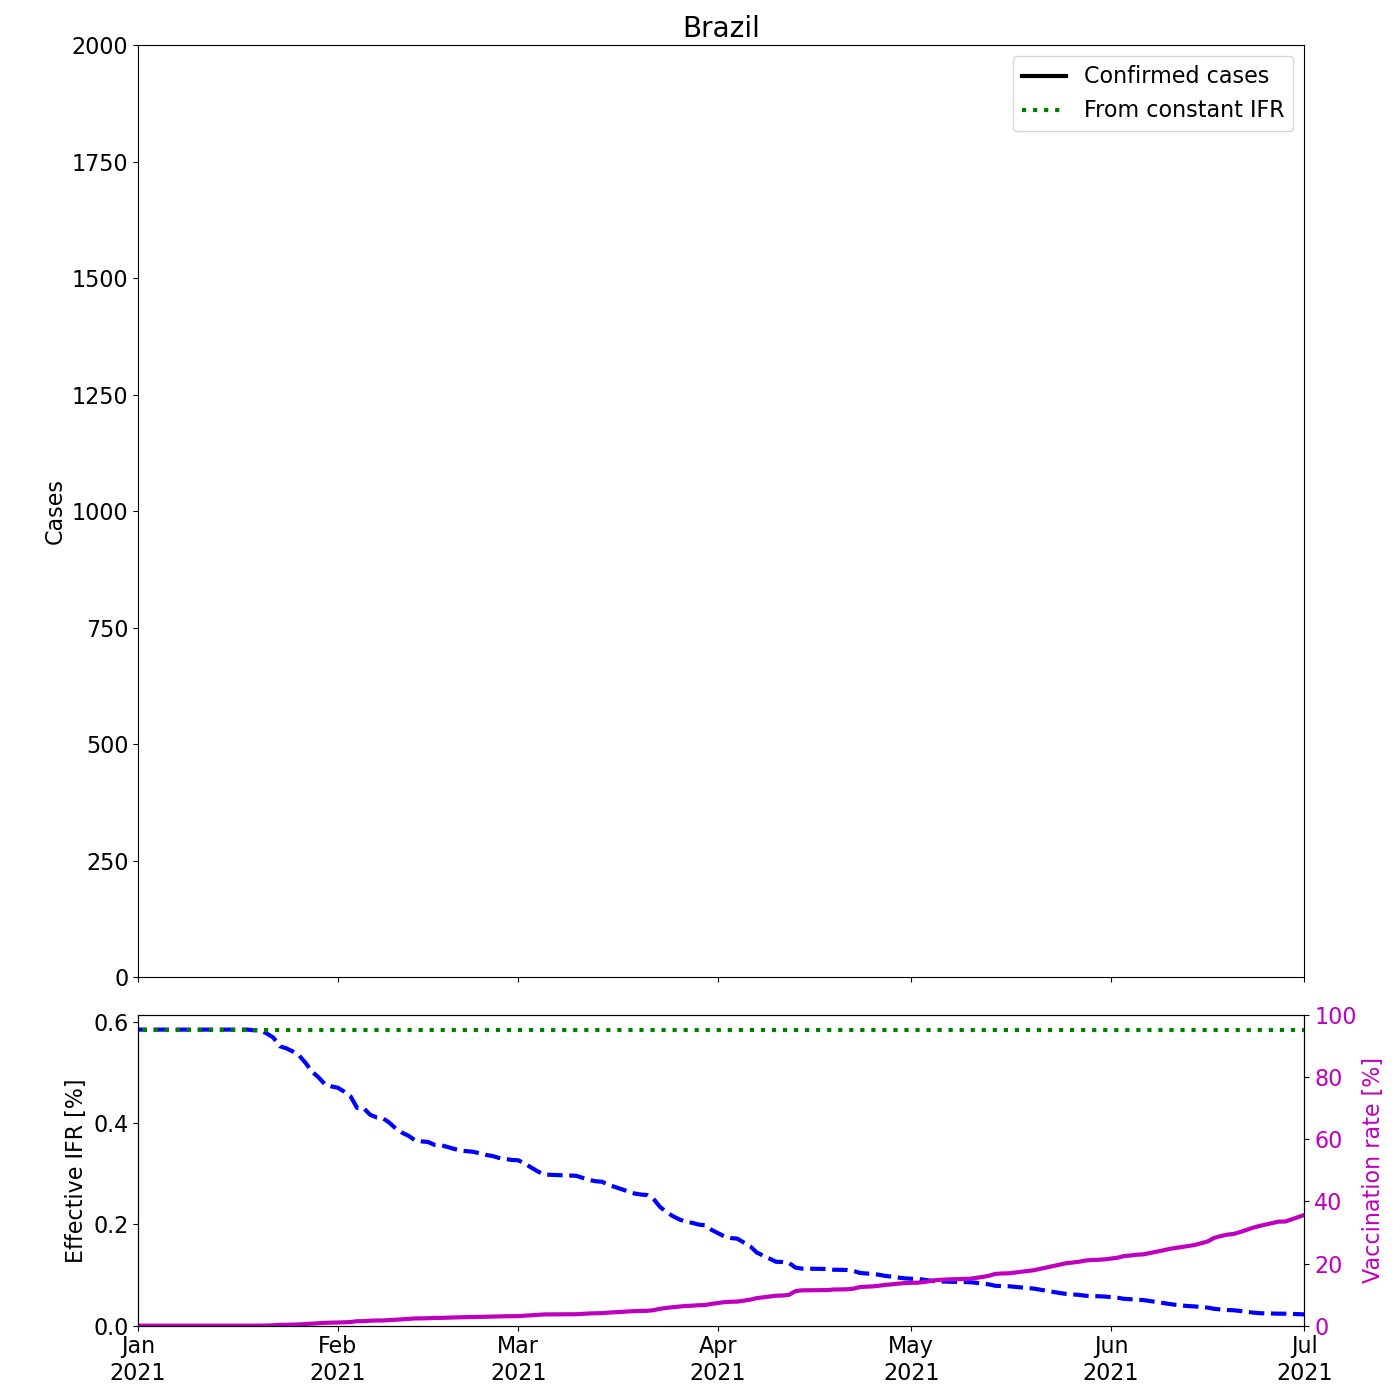 Brazil
2000
1750
1500
1250
1000
750
500
250
0
Cases
Confirmed cases
From constant IFR
0.6
0.4
0.2
0.0
Effective IFR [%]
100
80
60
40
20
0
Vaccination rate [%]
Jan Feb Mar Apr May Jun Jul
2021 2021 2021 2021 2021 2021 2021